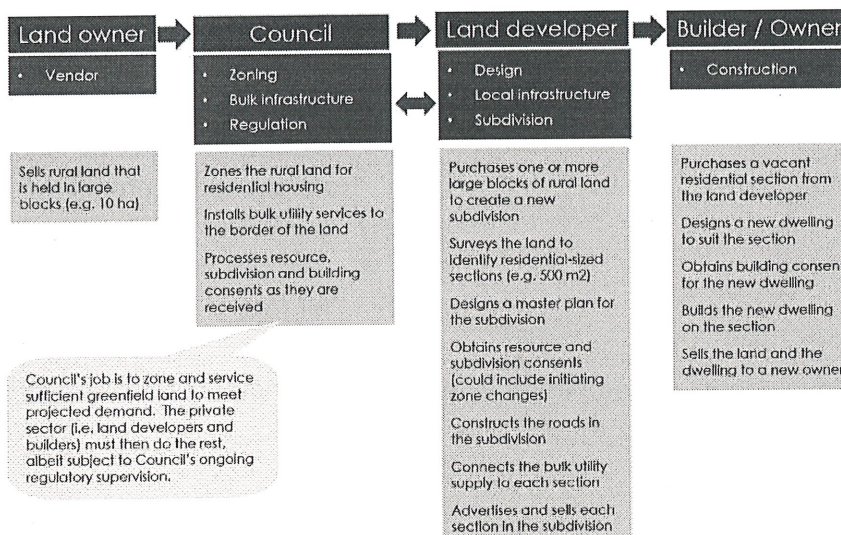 Land owner
Council
Land developer
Builder / Owner
• Vendor
• Zoning
• Bulk infrastructure
• Regulation
• Design
• Local infrastructure
• Subdivision
• Construction
Sells rural land that
is held in large
blocks (e.g. 10 ha)
Zones the rural land for
residential housing
Installs bulk utility services to
the border of the land
Processes resource,
subdivision and building
consents as they are
received
Council's job is to zone and service
sufficient greenfield land to meet
projected demand. The private
sector (i.e. land developers and
builders) must then do the rest,
albeit subject to Council's ongoing
regulatory supervision.
Purchases one or more
large blocks of rural land
to create a new
subdivision
Surveys the land to
identify residential-sized
sections (e.g. 500 m2)
Designs a master plan for
the subdivision
Obtains resource and
subdivision consents
(could include initiating
zone changes)
Constructs the roads in
the subdivision
Connects the bulk utility
supply to each section
Advertises and sells each
section in the subdivision
Purchases a vacant
residential section from
the land developer
Designs a new dwelling
to suit the section
Obtains building consen
for the new dwelling
Builds the new dwelling
on the section
Sells the land and the
dwelling to a new owner